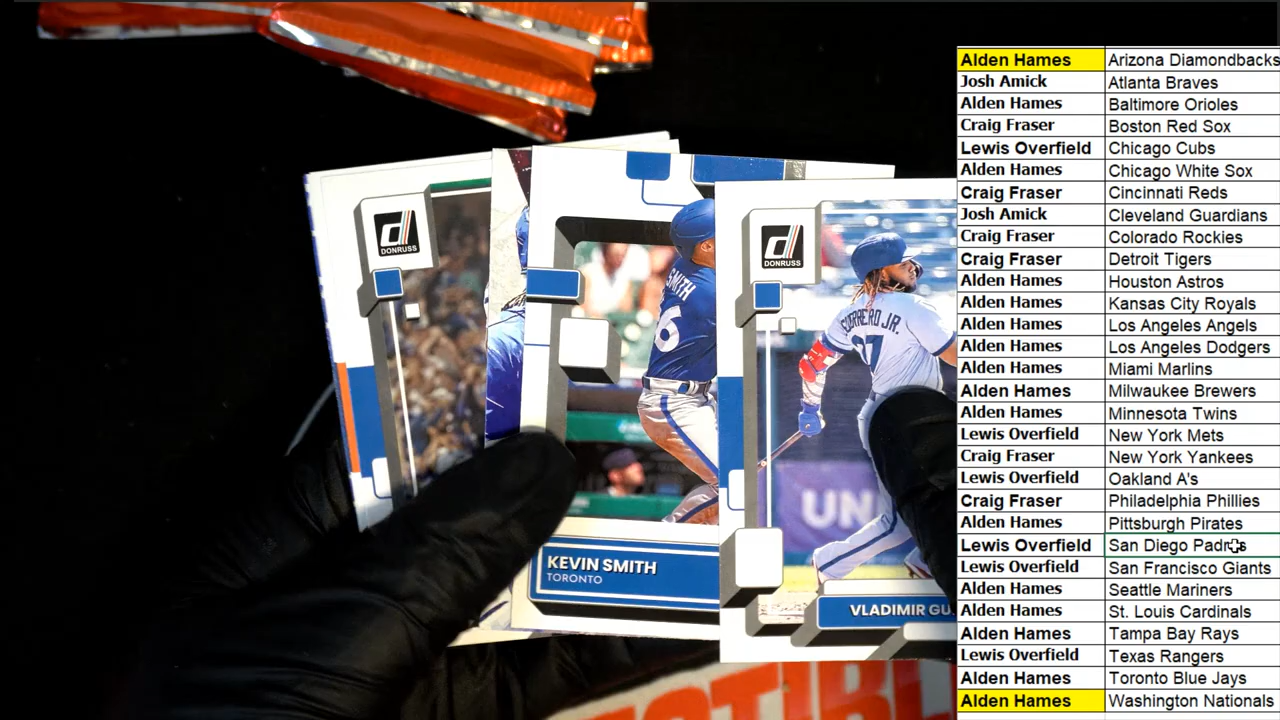 DONRUSS
SMITH
6
KEVIN SMITH
TORONTO
DONRUSS
GUERRERO JR.
27
UN
VLADIMIR GU
Alden Hames Arizona Diamondbacks
Josh Amick Atlanta Braves
Alden Hames Baltimore Orioles
Craig Fraser Boston Red Sox
Lewis Overfield Chicago Cubs
Alden Hames Chicago White Sox
Craig Fraser Cincinnati Reds
Josh Amick Cleveland Guardians
Craig Fraser Colorado Rockies
Craig Fraser Detroit Tigers
Alden Hames Houston Astros
Alden Hames Kansas City Royals
Alden Hames Los Angeles Angels
Alden Hames Los Angeles Dodgers
Alden Hames Miami Marlins
Alden Hames Milwaukee Brewers
Alden Hames Minnesota Twins
Lewis Overfield New York Mets
Craig Fraser New York Yankees
Lewis Overfield Oakland A's
Craig Fraser Philadelphia Phillies
Alden Hames Pittsburgh Pirates
Lewis Overfield San Diego Padres
Lewis Overfield San Francisco Giants
Alden Hames Seattle Mariners
Alden Hames St. Louis Cardinals
Alden Hames Tampa Bay Rays
Lewis Overfield Texas Rangers
Alden Hames Toronto Blue Jays
Alden Hames Washington Nationals